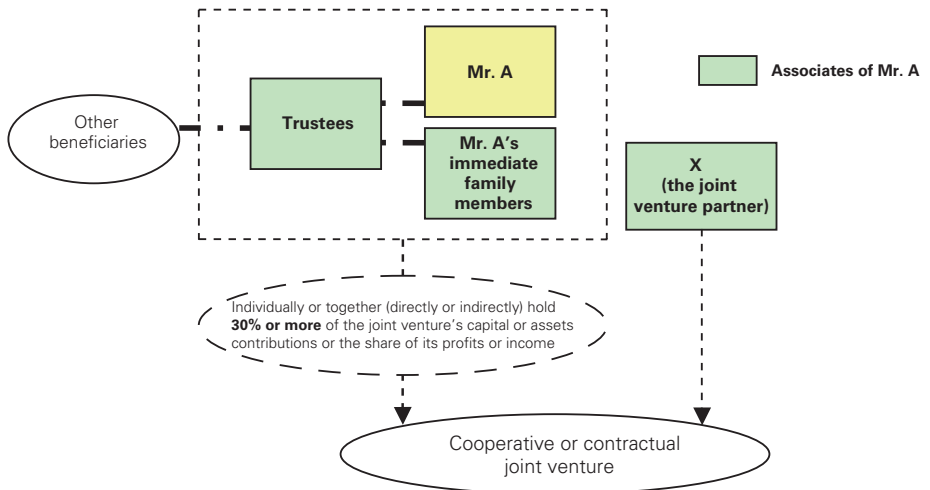 Mr. A
Associates of Mr. A
Other
beneficiaries
Trustees
Mr. A's
immediate
family
members
X
(the joint
venture partner)
Individually or together (directly or indirectly) hold
30% or more of the joint venture's capital or assets
contributions or the share of its profits or income
Cooperative or contractual
joint venture